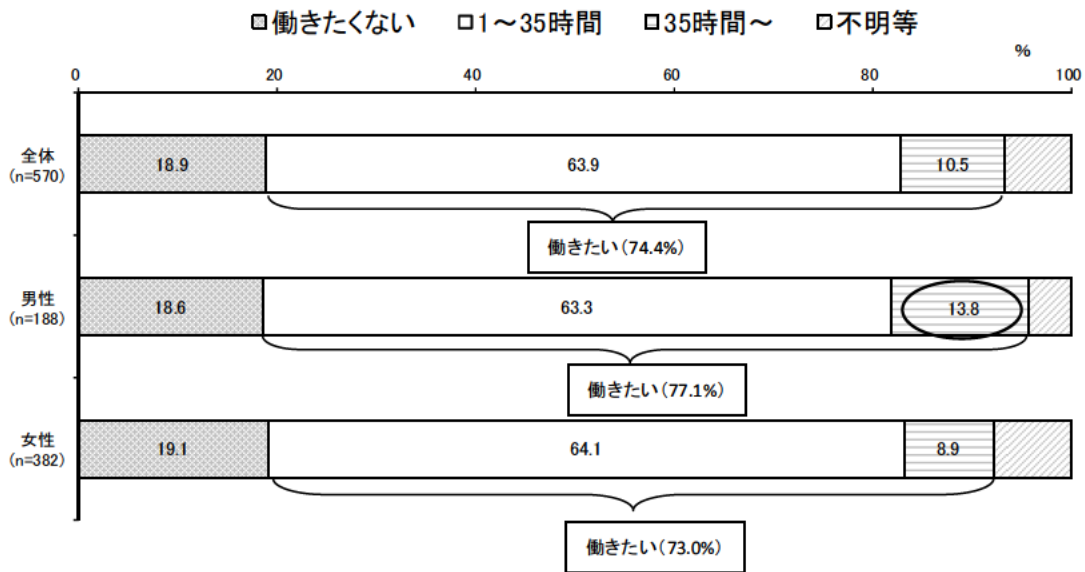 働きたくない 1～35時間 35時間～ 不明等
%
0 20 40 60 80 100
全体
(n=570)
18.9 63.9 10.5
働きたい(74.4%)
男性
(n=188)
18.6 63.3 13.8
働きたい(77.1%)
女性
(n=382)
19.1 64.1 8.9
働きたい(73.0%)